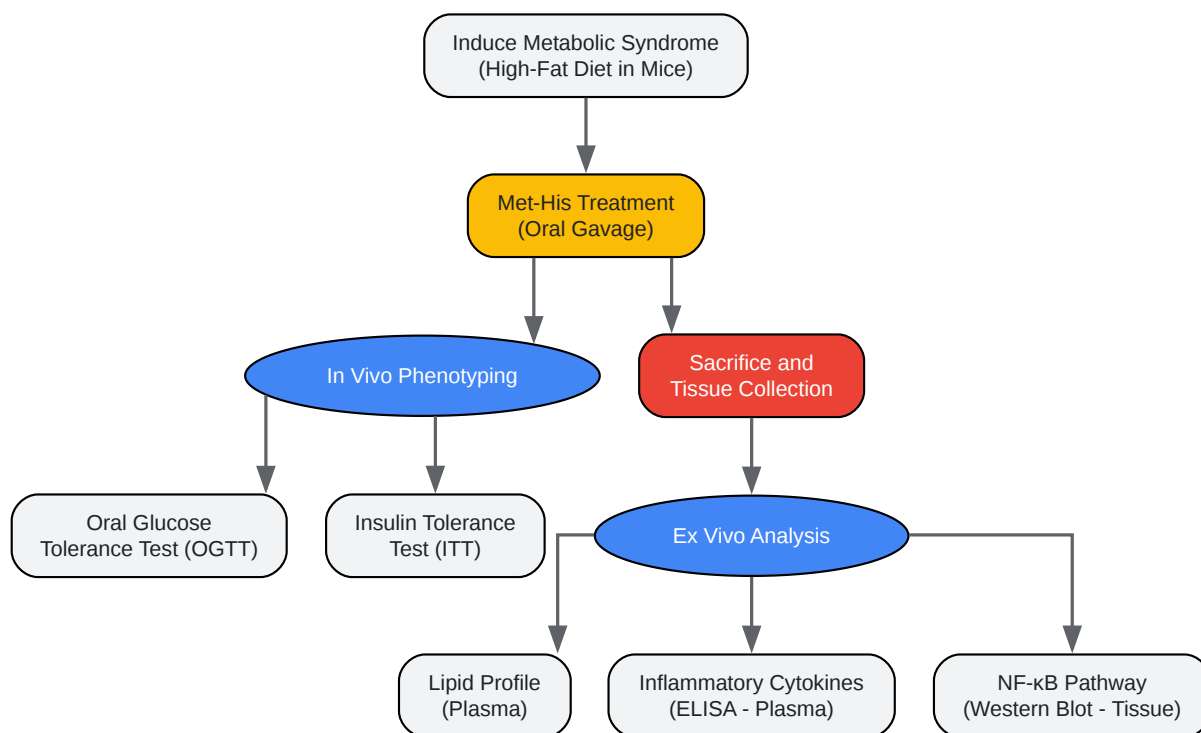 Induce Metabolic Syndrome
(High-Fat Diet in Mice)
Met-His Treatment
(Oral Gavage)
In Vivo Phenotyping
Sacrifice and
Tissue Collection
Oral Glucose
Tolerance Test (OGTT)
Insulin Tolerance
Test (ITT)
Ex Vivo Analysis
Lipid Profile
(Plasma)
Inflammatory Cytokines
(ELISA - Plasma)
NF-κB Pathway
(Western Blot - Tissue)